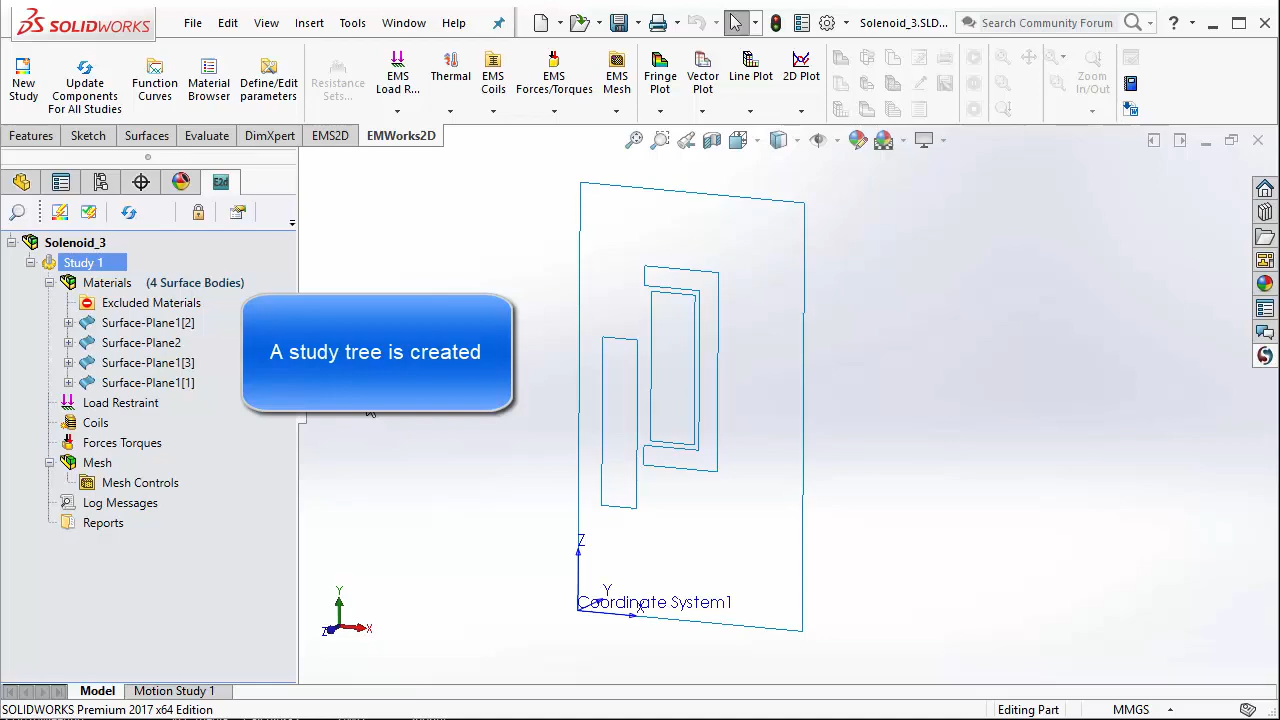 SOLIDWORKS
File Edit View Insert Tools Window Help
Solenoid_3.SLD...
Search Community Forum
?
New Study
Update Components For All Studies
Function Curves
Material Browser
Define/Edit parameters
Resistance Sets...
EMS Load R...
Thermal
EMS Coils
EMS Forces/Torques
EMS Mesh
Fringe Plot
Vector Plot
Line Plot
2D Plot
Zoom In/Out
Features Sketch Surfaces Evaluate DimXpert EMS2D EMWorks2D
E2d
Solenoid_3
Study 1
Materials (4 Surface Bodies)
Excluded Materials
Surface-Plane1[2]
Surface-Plane2
Surface-Plane1[3]
Surface-Plane1[1]
Load Restraint
Coils
Forces Torques
Mesh
Mesh Controls
Log Messages
Reports
A study tree is created
Z
Y
X
Coordinate System1
Y
Z
X
Model Motion Study 1
SOLIDWORKS Premium 2017 x64 Edition
Editing Part
MMGS